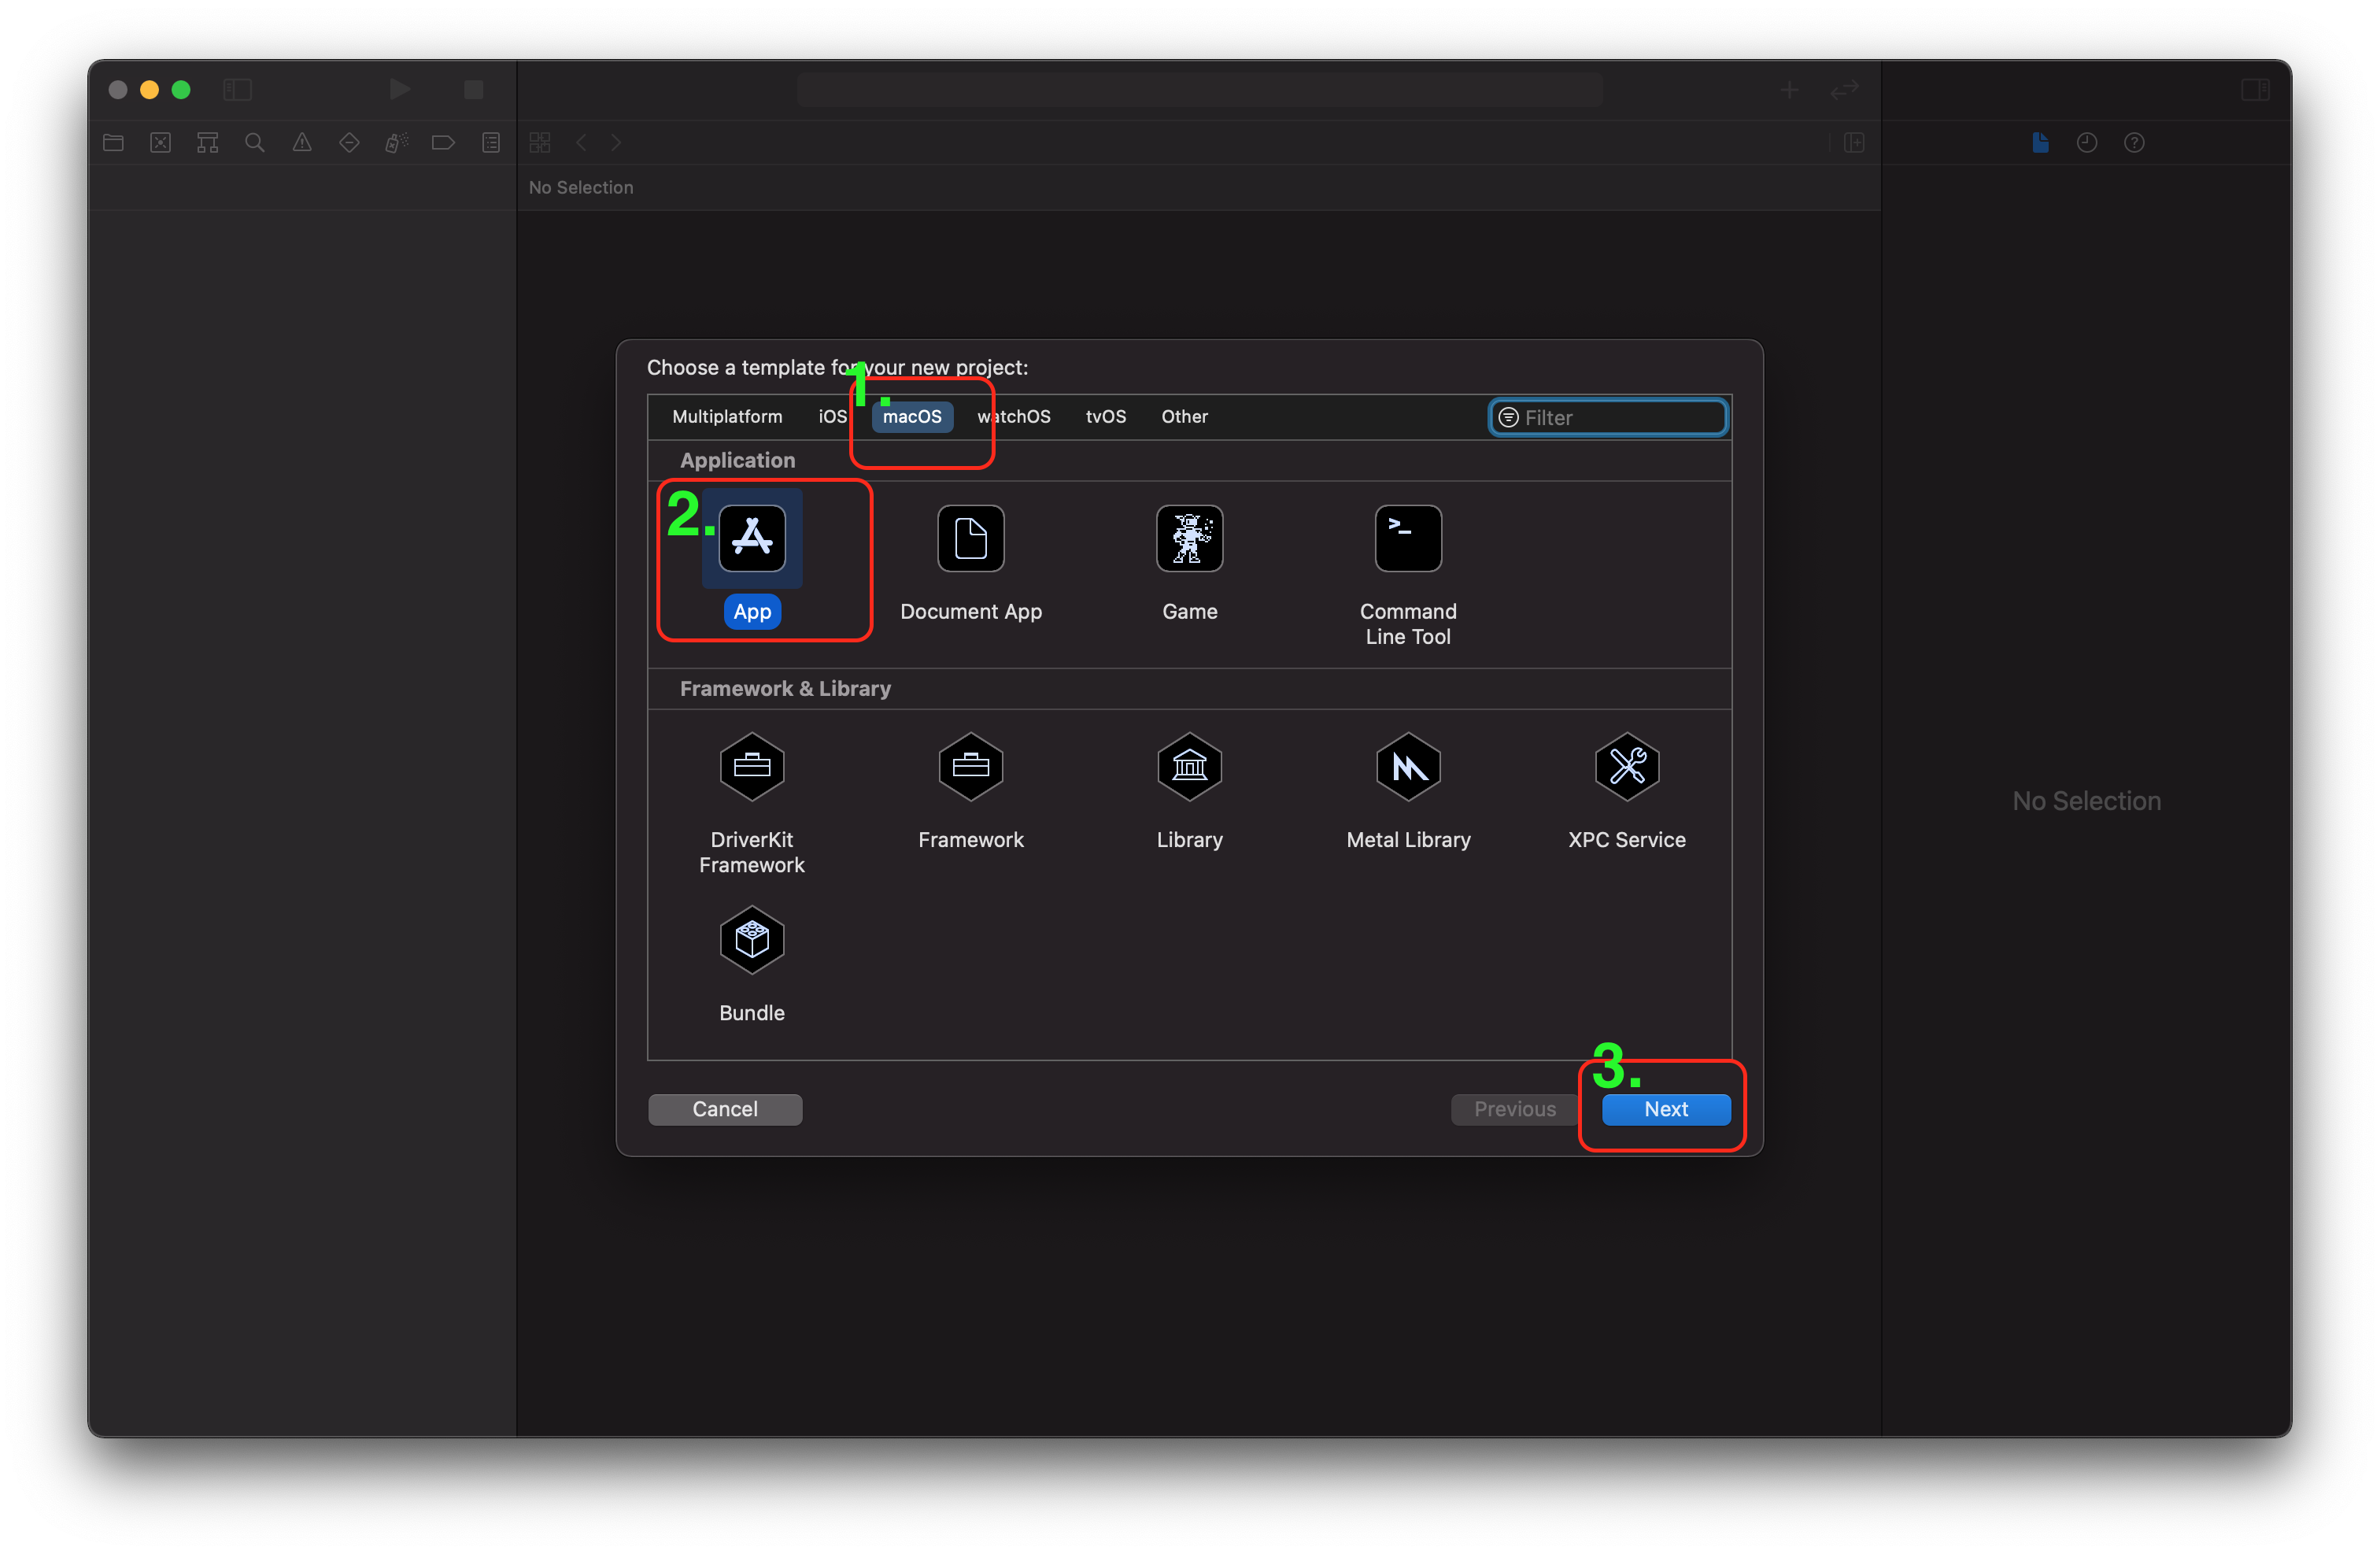 No Selection
Choose a template for your new project:
1.
Multiplatform iOS macOS watchOS tvOS Other Filter
Application
2.
App Document App Game Command Line Tool
Framework & Library
DriverKit Framework Framework Library Metal Library XPC Service
Bundle
3.
Cancel Previous Next
No Selection